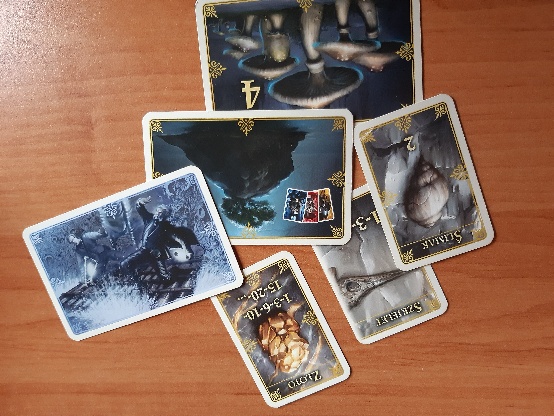 4
2
ŚLIMAK
1-3-
SZKIELET
1-3-6-10-
15-20-...
ZŁOTO